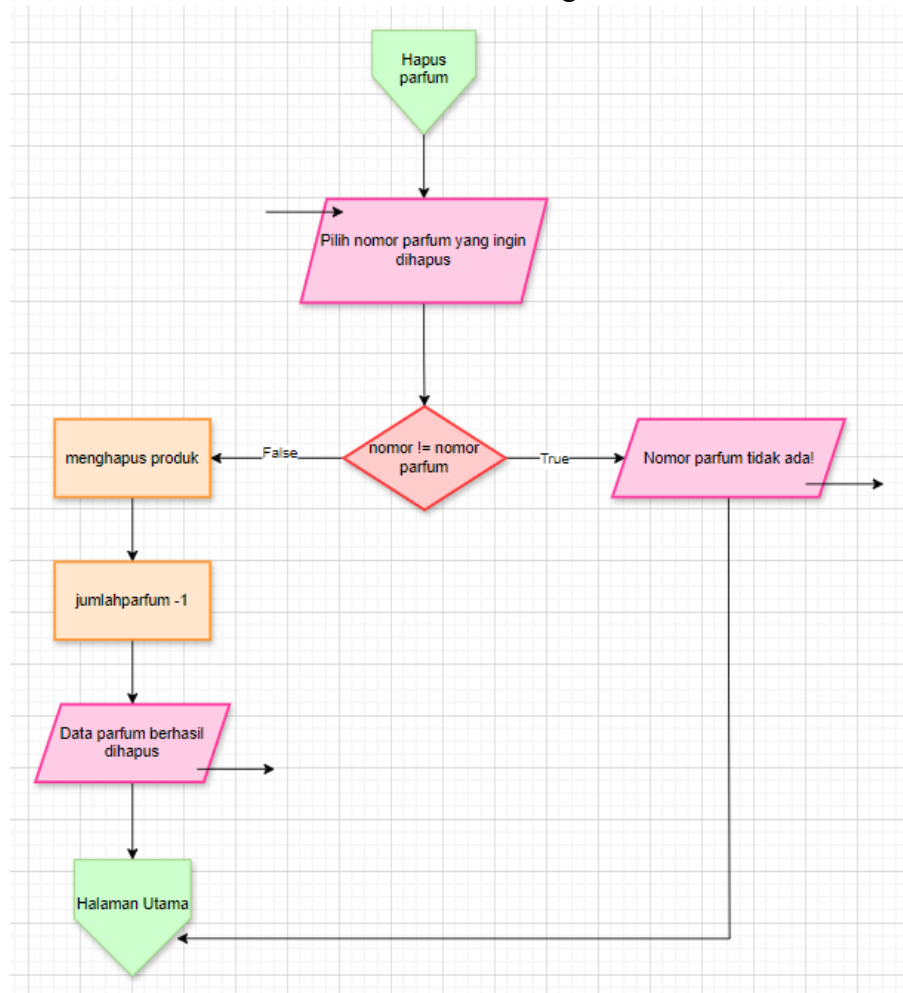 Hapus
parfum
Pilih nomor parfum yang ingin
dihapus
nomor != nomor
parfum
False
True
menghapus produk
Nomor parfum tidak ada!
jumlahparfum -1
Data parfum berhasil
dihapus
Halaman Utama